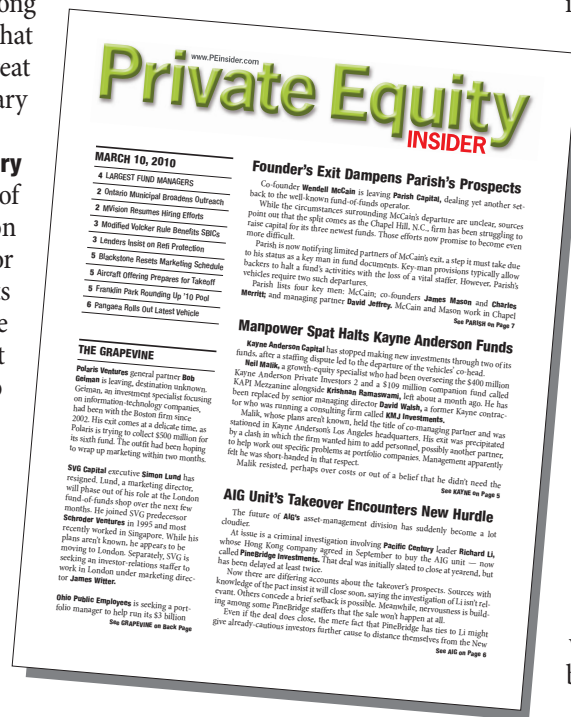 ong
hat
eat
ary
ry
of
on
or
ts
e
t
www.PEinsider.com
Private Equity
INSIDER
MARCH 10, 2010
4 LARGEST FUND MANAGERS
2 Ontario Municipal Broadens Outreach
2 MVision Resumes Hiring Efforts
3 Modified Volcker Rule Benefits SBICs
3 Lenders Insist on Refi Protection
5 Blackstone Resets Marketing Schedule
5 Aircraft Offering Prepares for Takeoff
5 Franklin Park Rounding Up '10 Pool
6 Pangaea Rolls Out Latest Vehicle
THE GRAPEVINE
Polaris Ventures general partner Bob
Geiman is leaving, destination unknown.
Geiman, an investment specialist focusing
on information-technology companies,
had been with the Boston firm since
2002. His exit comes at a delicate time, as
Polaris is trying to collect $500 million for
its sixth fund. The outfit had been hoping
to wrap up marketing within two months.
SVG Capital executive Simon Lund has
resigned. Lund, a marketing director,
will phase out of his role at the London
fund-of-funds shop over the next few
months. He joined SVG predecessor
Schroder Ventures in 1995 and most
recently worked in Singapore. While his
plans aren't known, he appears to be
moving to London. Separately, SVG is
seeking an investor-relations staffer to
work in London under marketing direc-
tor James Witter.
Ohio Public Employees is seeking a port-
folio manager to help run its $3 billion
See GRAPEVINE on Back Page
Founder's Exit Dampens Parish's Prospects
Co-founder Wendell McCain is leaving Parish Capital, dealing yet another set-
back to the well-known fund-of-funds operator.
While the circumstances surrounding McCain's departure are unclear, sources
point out that the split comes as the Chapel Hill, N.C., firm has been struggling to
raise capital for its three newest funds. Those efforts now promise to become even
more difficult.
Parish is now notifying limited partners of McCain's exit, a step it must take due
to his status as a key man in fund documents. Key-man provisions typically allow
backers to halt a fund's activities with the loss of a vital staffer. However, Parish's
vehicles require two such departures.
Parish lists four key men: McCain; co-founders James Mason and Charles
Merritt; and managing partner David Jeffrey. McCain and Mason work in Chapel
See PARISH on Page 7
Manpower Spat Halts Kayne Anderson Funds
Kayne Anderson Capital has stopped making new investments through two of its
funds, after a staffing dispute led to the departure of the vehicles' co-head.
Neil Malik, a growth-equity specialist who had been overseeing the $400 million
Kayne Anderson Private Investors 2 and a $109 million companion fund called
KAPI Mezzanine alongside Krishnan Ramaswami, left about a month ago. He has
been replaced by senior managing director David Walsh, a former Kayne contrac-
tor who was running a consulting firm called KMJ Investments.
Malik, whose plans aren't known, held the title of co-managing partner and was
stationed in Kayne Anderson's Los Angeles headquarters. His exit was precipitated
by a clash in which the firm wanted him to add personnel, possibly another partner,
to help work out specific problems at portfolio companies. Management apparently
felt he was short-handed in that respect.
Malik resisted, perhaps over costs or out of a belief that he didn't need the
See KAYNE on Page 5
AIG Unit's Takeover Encounters New Hurdle
The future of AIG's asset-management division has suddenly become a lot
cloudier.
At issue is a criminal investigation involving Pacific Century leader Richard Li,
whose Hong Kong company agreed in September to buy the AIG unit — now
called PineBridge Investments. That deal was initially slated to close at yearend, but
has been delayed at least twice.
Now there are differing accounts about the takeover's prospects. Sources with
knowledge of the pact insist it will close soon, saying the investigation of Li isn't rel-
evant. Others concede a brief setback is possible. Meanwhile, nervousness is build-
ing among some PineBridge staffers that the sale won't happen at all.
Even if the deal does close, the mere fact that PineBridge has ties to Li might
give already-cautious investors further cause to distance themselves from the New
See AIG on Page 6